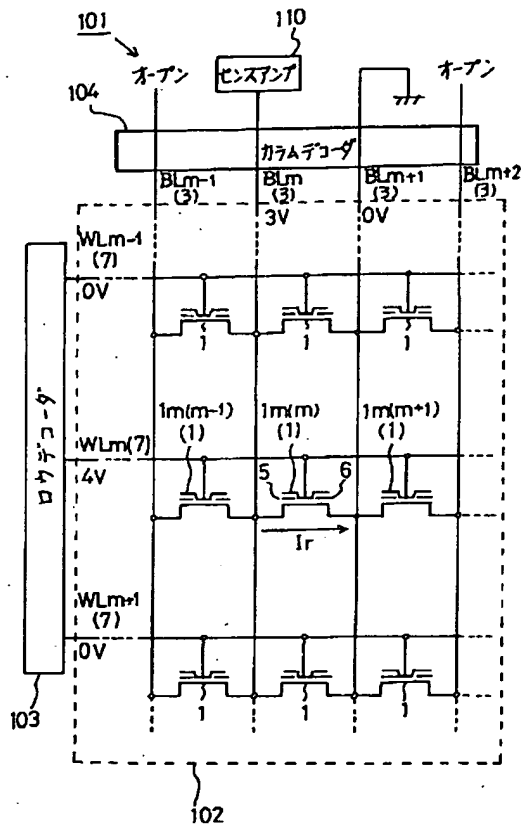 101
110
オープン
センスアンプ
オープン
104
カラムデコーダ
BLm-1 BLm BLm+1 BLm+2
(3) (3) (3) (3)
3V 0V
WLm-1
(7)
0V
1 1 1
1m(m-1) 1m(m) 1m(m+1)
(1) (1) (1)
WLm(7)
4V
5 6
Ir
ロウデコーダ
WLm+1
(7)
0V
1 1 1
103
102